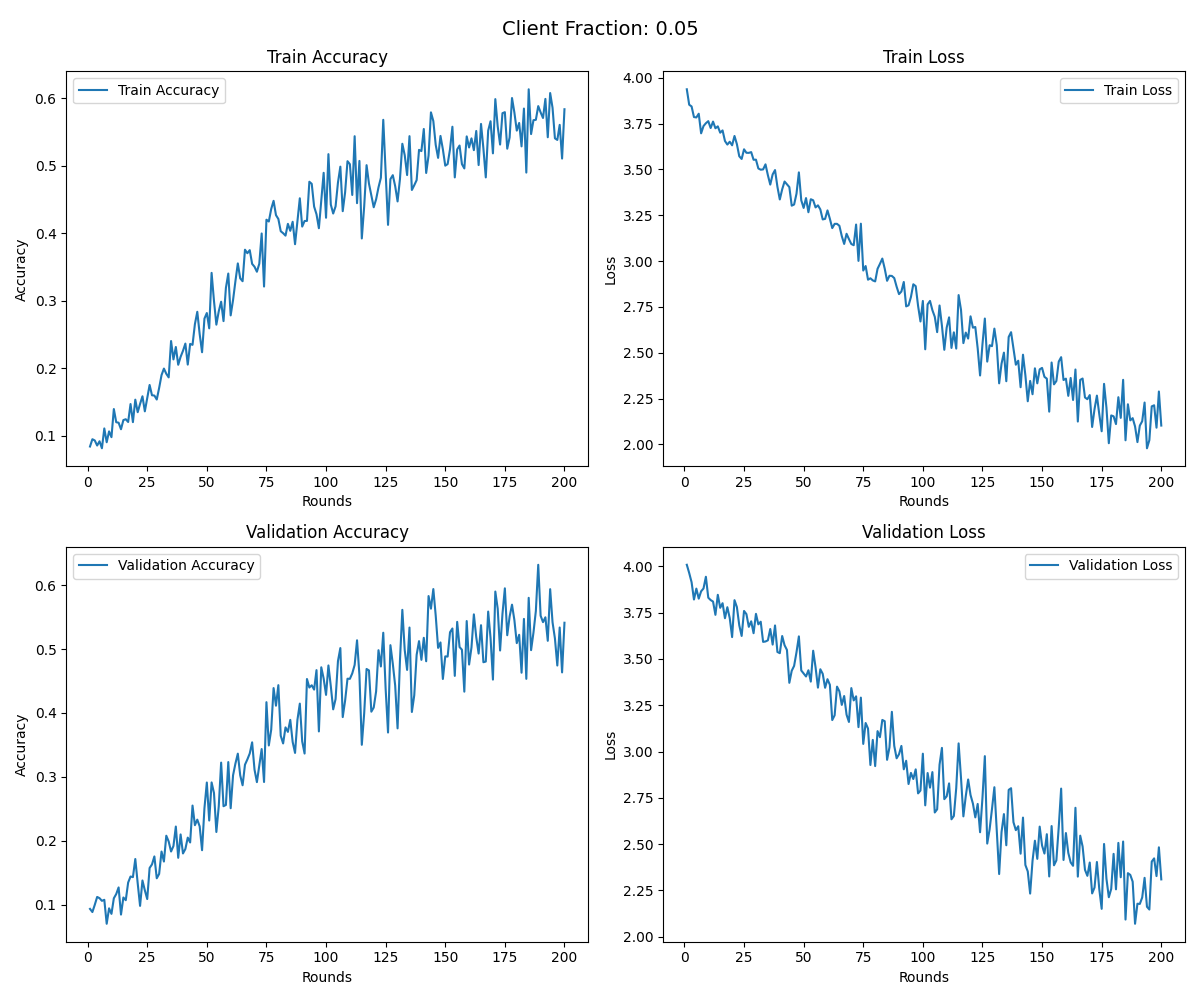 Client Fraction: 0.05
Train Accuracy
Train Accuracy
0.6
0.5
0.4
0.3
0.2
0.1
Accuracy
0 25 50 75 100 125 150 175 200
Rounds
Train Loss
Train Loss
4.00
3.75
3.50
3.25
3.00
2.75
2.50
2.25
2.00
Loss
0 25 50 75 100 125 150 175 200
Rounds
Validation Accuracy
Validation Accuracy
0.6
0.5
0.4
0.3
0.2
0.1
Accuracy
0 25 50 75 100 125 150 175 200
Rounds
Validation Loss
Validation Loss
4.00
3.75
3.50
3.25
3.00
2.75
2.50
2.25
2.00
Loss
0 25 50 75 100 125 150 175 200
Rounds